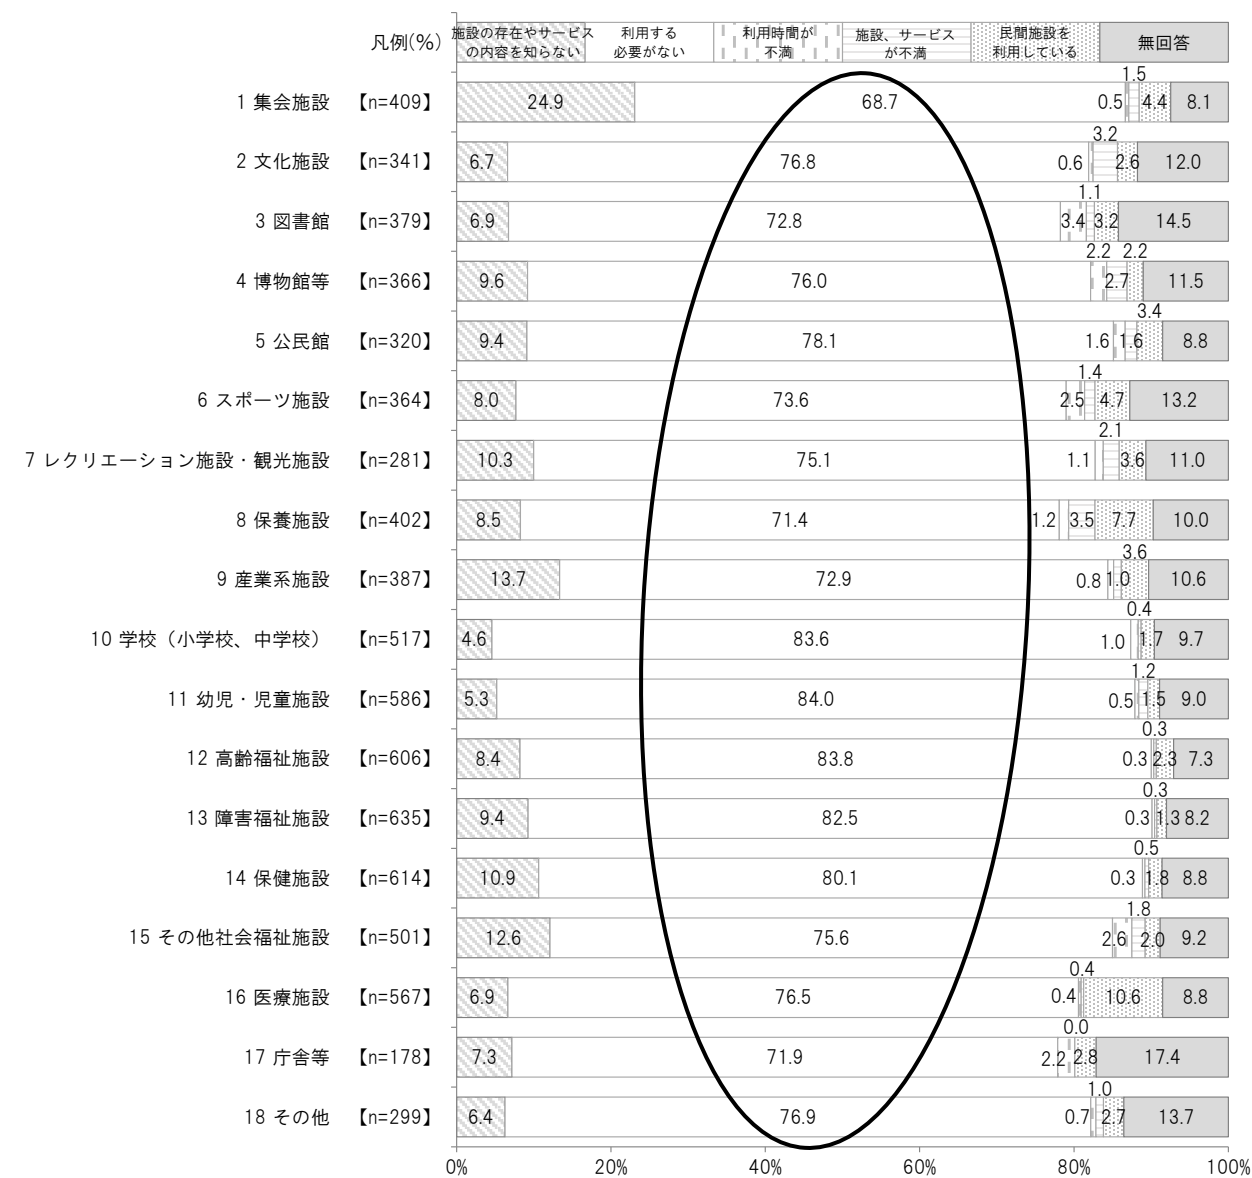 凡例(%)
施設の存在やサービス
の内容を知らない
利用する
必要がない
利用時間が
不満
施設、サービス
が不満
民間施設を
利用している
無回答
1.5
1 集会施設 【n=409】 24.9 68.7 0.5 4.4 8.1
3.2
2 文化施設 【n=341】 6.7 76.8 0.6 2.6 12.0
1.1
3 図書館 【n=379】 6.9 72.8 3.4 3.2 14.5
2.2 2.2
4 博物館等 【n=366】 9.6 76.0 2.7 11.5
3.4
5 公民館 【n=320】 9.4 78.1 1.6 1.6 8.8
1.4
6 スポーツ施設 【n=364】 8.0 73.6 2.5 4.7 13.2
2.1
7 レクリエーション施設・観光施設 【n=281】 10.3 75.1 1.1 3.6 11.0
8 保養施設 【n=402】 8.5 71.4 1.2 3.5 7.7 10.0
3.6
9 産業系施設 【n=387】 13.7 72.9 0.8 1.0 10.6
0.4
10 学校（小学校、中学校） 【n=517】 4.6 83.6 1.0 1.7 9.7
1.2
11 幼児・児童施設 【n=586】 5.3 84.0 0.5 1.5 9.0
0.3
12 高齢福祉施設 【n=606】 8.4 83.8 0.3 2.3 7.3
0.3
13 障害福祉施設 【n=635】 9.4 82.5 0.3 1.3 8.2
0.5
14 保健施設 【n=614】 10.9 80.1 0.3 1.8 8.8
1.8
15 その他社会福祉施設 【n=501】 12.6 75.6 2.6 2.0 9.2
0.4
16 医療施設 【n=567】 6.9 76.5 0.4 10.6 8.8
0.0
17 庁舎等 【n=178】 7.3 71.9 2.2 2.8 17.4
1.0
18 その他 【n=299】 6.4 76.9 0.7 2.7 13.7
0% 20% 40% 60% 80% 100%